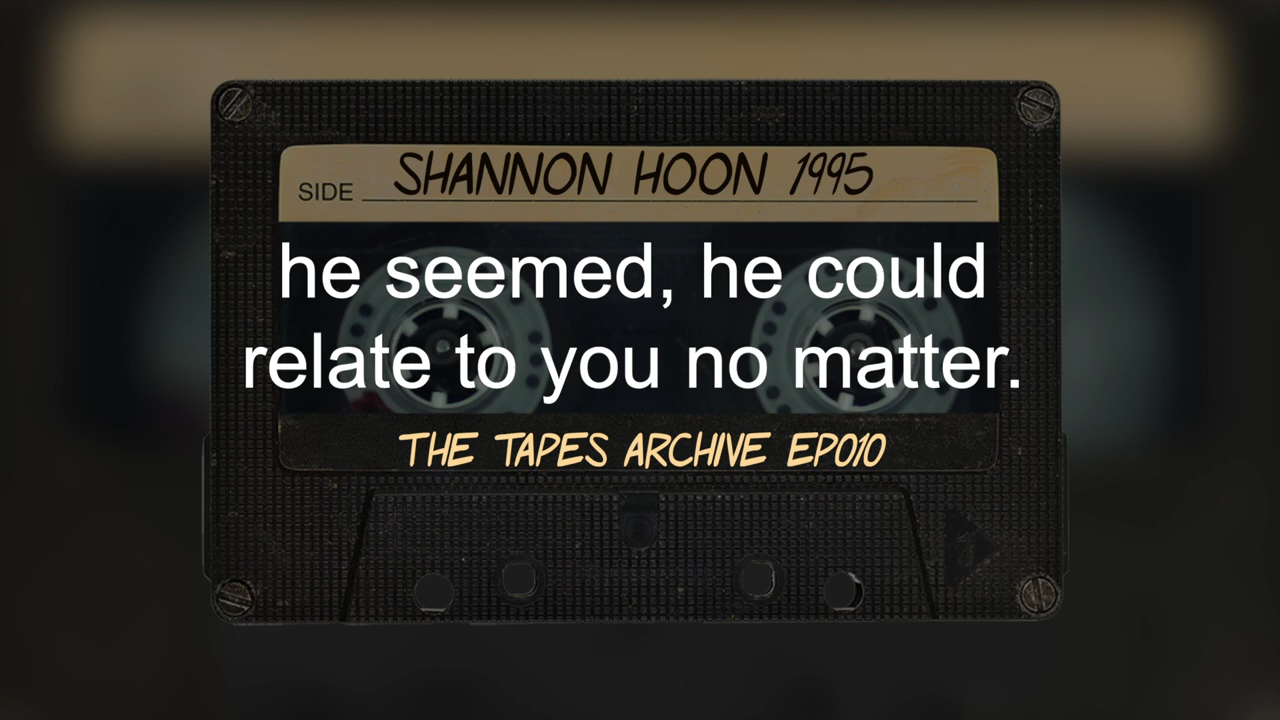 SHANNON HOON 1995
SIDE
he seemed, he could
relate to you no matter.
THE TAPES ARCHIVE EP010